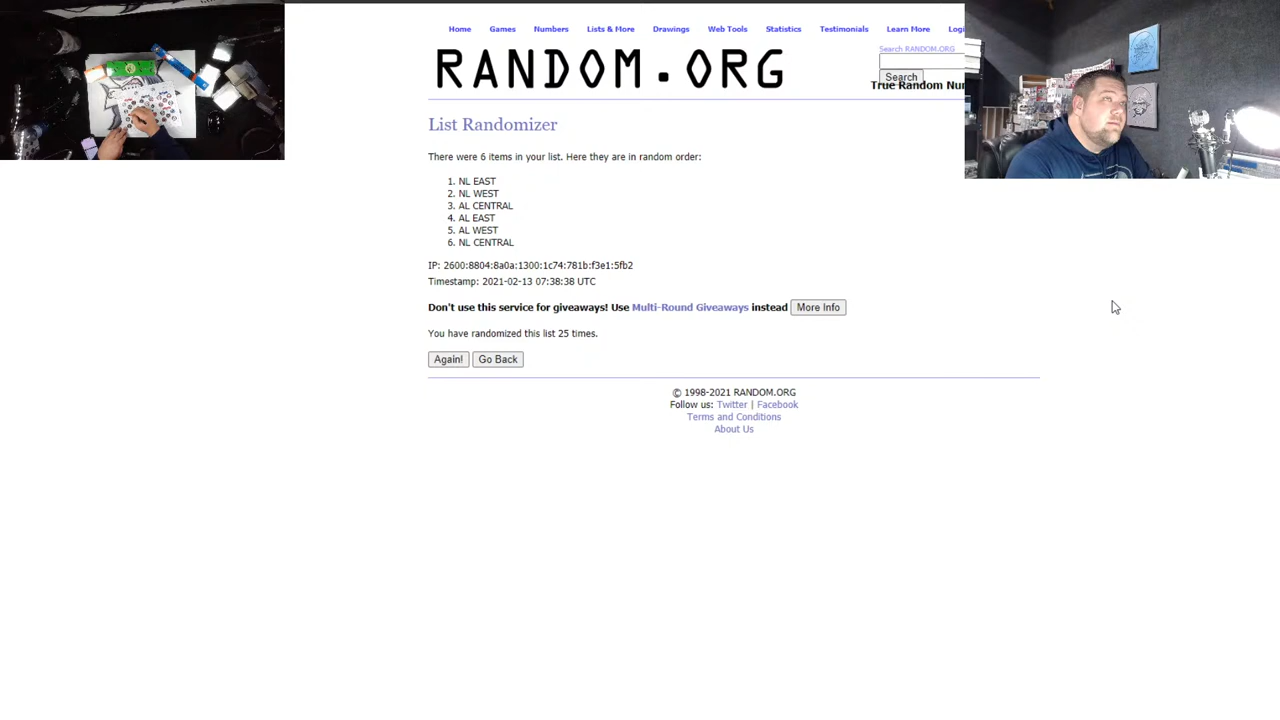 Home Games Numbers Lists & More Drawings Web Tools Statistics Testimonials Learn More Logi
RANDOM.ORG
Search RANDOM.ORG
Search
True Random Num
List Randomizer
There were 6 items in your list. Here they are in random order:
1. NL EAST
2. NL WEST
3. AL CENTRAL
4. AL EAST
5. AL WEST
6. NL CENTRAL
IP: 2600:8804:8a0a:1300:1c74:781b:f3e1:5fb2
Timestamp: 2021-02-13 07:38:38 UTC
Don't use this service for giveaways! Use Multi-Round Giveaways instead More Info
You have randomized this list 25 times.
Again! Go Back
© 1998-2021 RANDOM.ORG
Follow us: Twitter | Facebook
Terms and Conditions
About Us